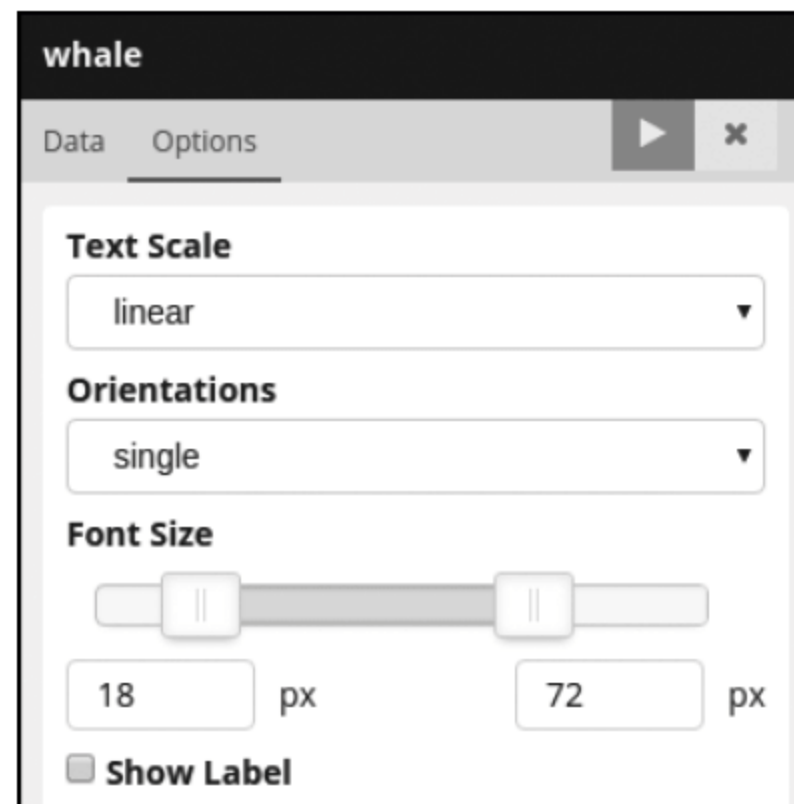 whale
Data Options
Text Scale
linear
Orientations
single
Font Size
18 px 72 px
Show Label